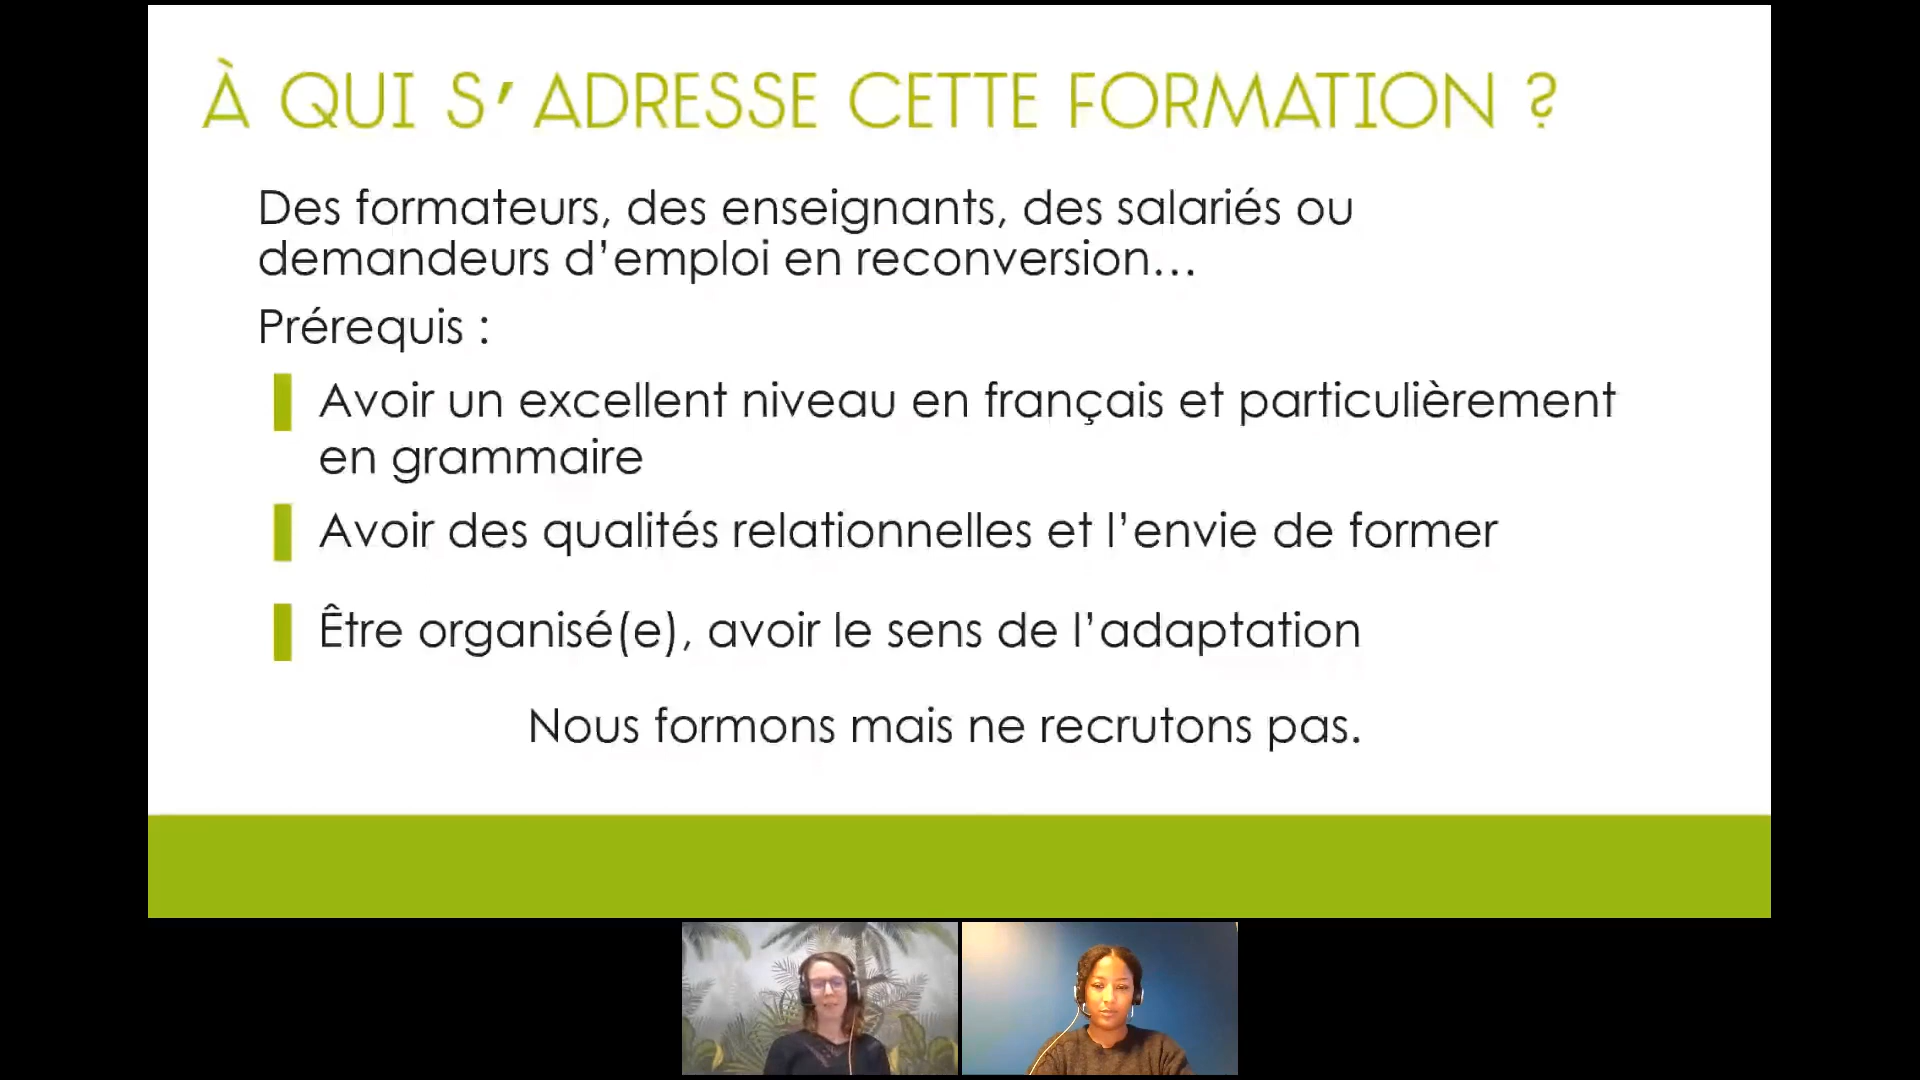 À QUI S'ADRESSE CETTE FORMATION ?
Des formateurs, des enseignants, des salariés ou
demandeurs d’emploi en reconversion…
Prérequis :
Avoir un excellent niveau en français et particulièrement
en grammaire
Avoir des qualités relationnelles et l’envie de former
Être organisé(e), avoir le sens de l’adaptation
Nous formons mais ne recrutons pas.